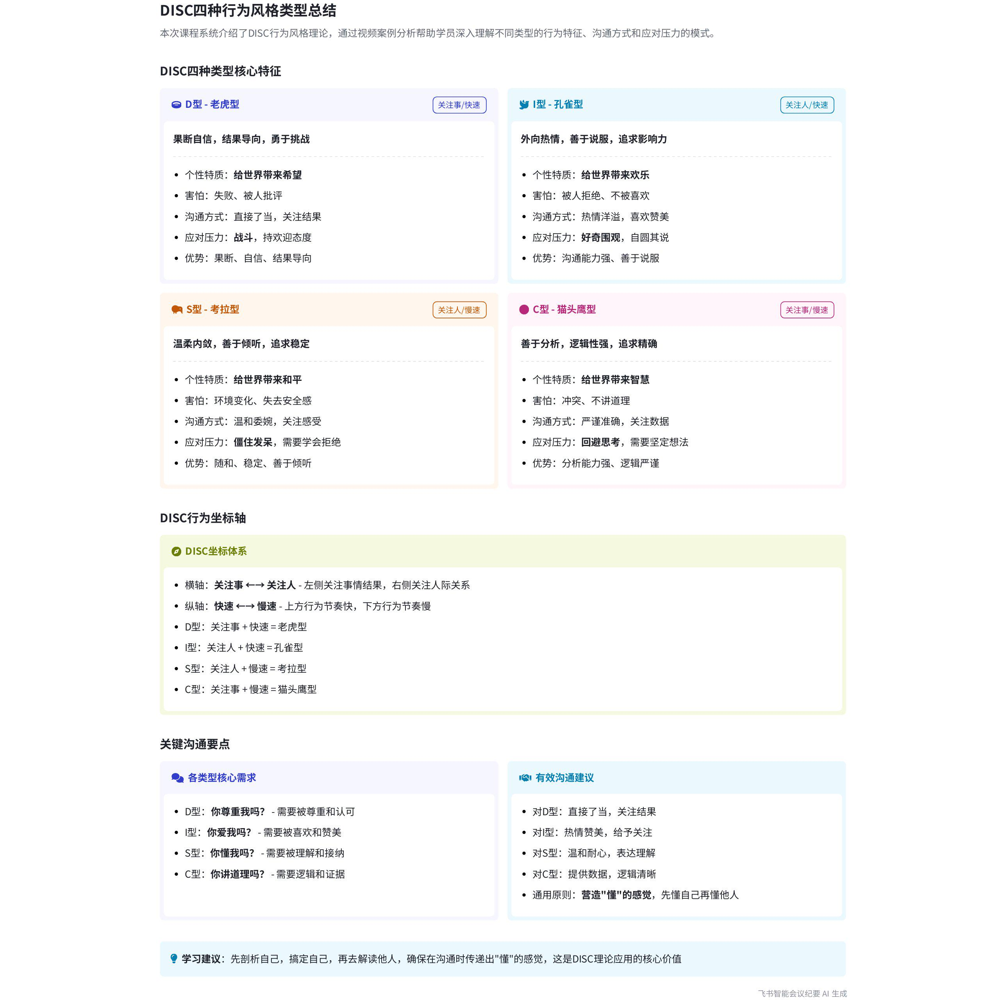 DISC四种行为风格类型总结
本次课程系统介绍了DISC行为风格理论，通过视频案例分析帮助学员深入理解不同类型的行为特征、沟通方式和应对压力的模式。
DISC四种类型核心特征
D型 - 老虎型
关注事/快速
果断自信，结果导向，勇于挑战
• 个性特质：给世界带来希望
• 害怕：失败、被人批评
• 沟通方式：直接了当，关注结果
• 应对压力：战斗，持欢迎态度
• 优势：果断、自信、结果导向
I型 - 孔雀型
关注人/快速
外向热情，善于说服，追求影响力
• 个性特质：给世界带来欢乐
• 害怕：被人拒绝、不被喜欢
• 沟通方式：热情洋溢，喜欢赞美
• 应对压力：好奇围观，自圆其说
• 优势：沟通能力强、善于说服
S型 - 考拉型
关注人/慢速
温柔内敛，善于倾听，追求稳定
• 个性特质：给世界带来和平
• 害怕：环境变化、失去安全感
• 沟通方式：温和委婉，关注感受
• 应对压力：僵住发呆，需要学会拒绝
• 优势：随和、稳定、善于倾听
C型 - 猫头鹰型
关注事/慢速
善于分析，逻辑性强，追求精确
• 个性特质：给世界带来智慧
• 害怕：冲突、不讲道理
• 沟通方式：严谨准确，关注数据
• 应对压力：回避思考，需要坚定想法
• 优势：分析能力强、逻辑严谨
DISC行为坐标轴
DISC坐标体系
• 横轴：关注事 ←→ 关注人 - 左侧关注事情结果，右侧关注人际关系
• 纵轴：快速 ←→ 慢速 - 上方行为节奏快，下方行为节奏慢
• D型：关注事 + 快速 = 老虎型
• I型：关注人 + 快速 = 孔雀型
• S型：关注人 + 慢速 = 考拉型
• C型：关注事 + 慢速 = 猫头鹰型
关键沟通要点
各类型核心需求
• D型：你尊重我吗？ - 需要被尊重和认可
• I型：你爱我吗？ - 需要被喜欢和赞美
• S型：你懂我吗？ - 需要被理解和接纳
• C型：你讲道理吗？ - 需要逻辑和证据
有效沟通建议
• 对D型：直接了当，关注结果
• 对I型：热情赞美，给予关注
• 对S型：温和耐心，表达理解
• 对C型：提供数据，逻辑清晰
• 通用原则：营造"懂"的感觉，先懂自己再懂他人
学习建议：先剖析自己，搞定自己，再去解读他人，确保在沟通时传递出"懂"的感觉，这是DISC理论应用的核心价值
飞书智能会议纪要 AI 生成